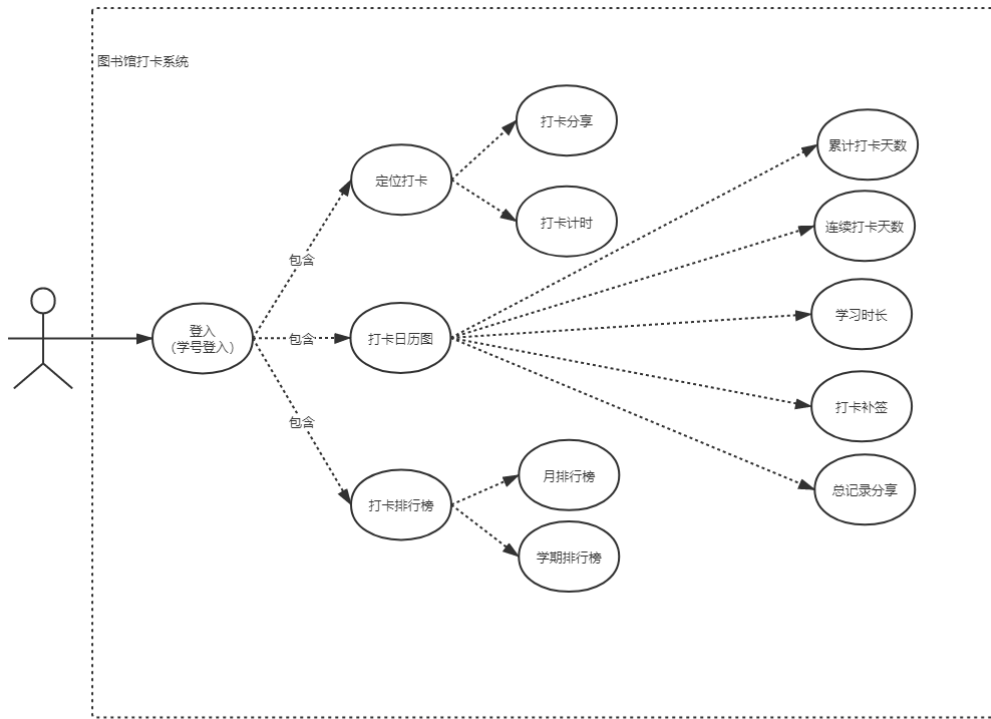 图书馆打卡系统
打卡分享
累计打卡天数
定位打卡
打卡计时
连续打卡天数
包含
登入
（学号登入）
包含
打卡日历图
学习时长
包含
打卡补签
月排行榜
打卡排行榜
总记录分享
学期排行榜